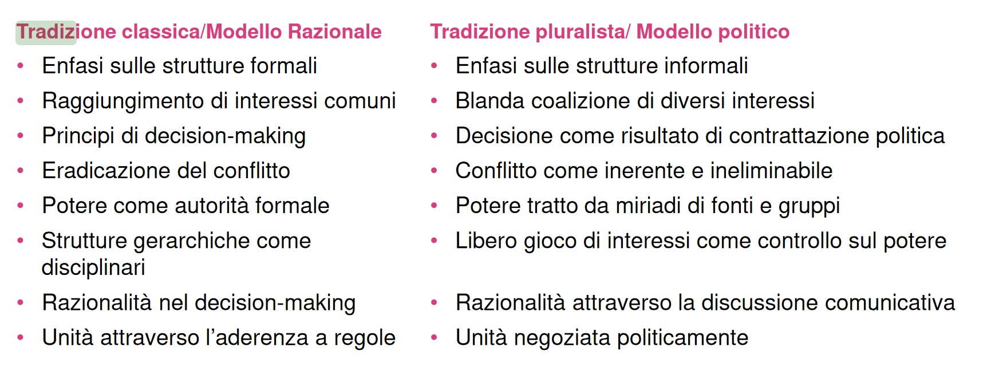 Tradizione classica/Modello Razionale
• Enfasi sulle strutture formali
• Raggiungimento di interessi comuni
• Principi di decision-making
• Eradicazione del conflitto
• Potere come autorità formale
• Strutture gerarchiche come
disciplinari
• Razionalità nel decision-making
• Unità attraverso l’aderenza a regole
Tradizione pluralista/ Modello politico
• Enfasi sulle strutture informali
• Blanda coalizione di diversi interessi
• Decisione come risultato di contrattazione politica
• Conflitto come inerente e ineliminabile
• Potere tratto da miriadi di fonti e gruppi
• Libero gioco di interessi come controllo sul potere
• Razionalità attraverso la discussione comunicativa
• Unità negoziata politicamente